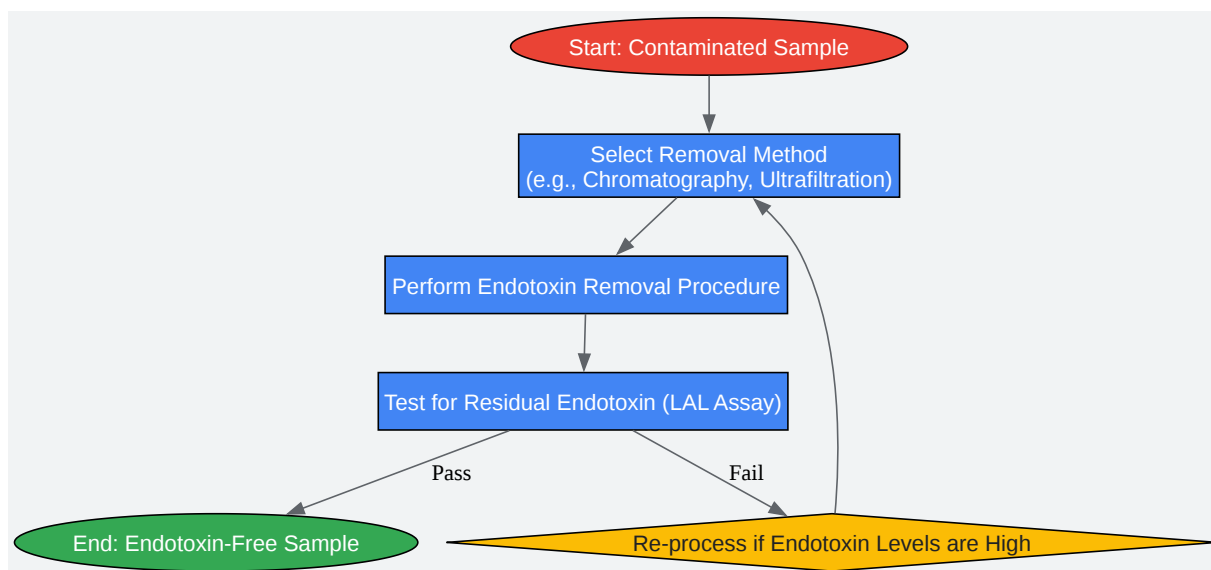 Start: Contaminated Sample
Select Removal Method
(e.g., Chromatography, Ultrafiltration)
Perform Endotoxin Removal Procedure
Test for Residual Endotoxin (LAL Assay)
Pass
Fail
End: Endotoxin-Free Sample
Re-process if Endotoxin Levels are High